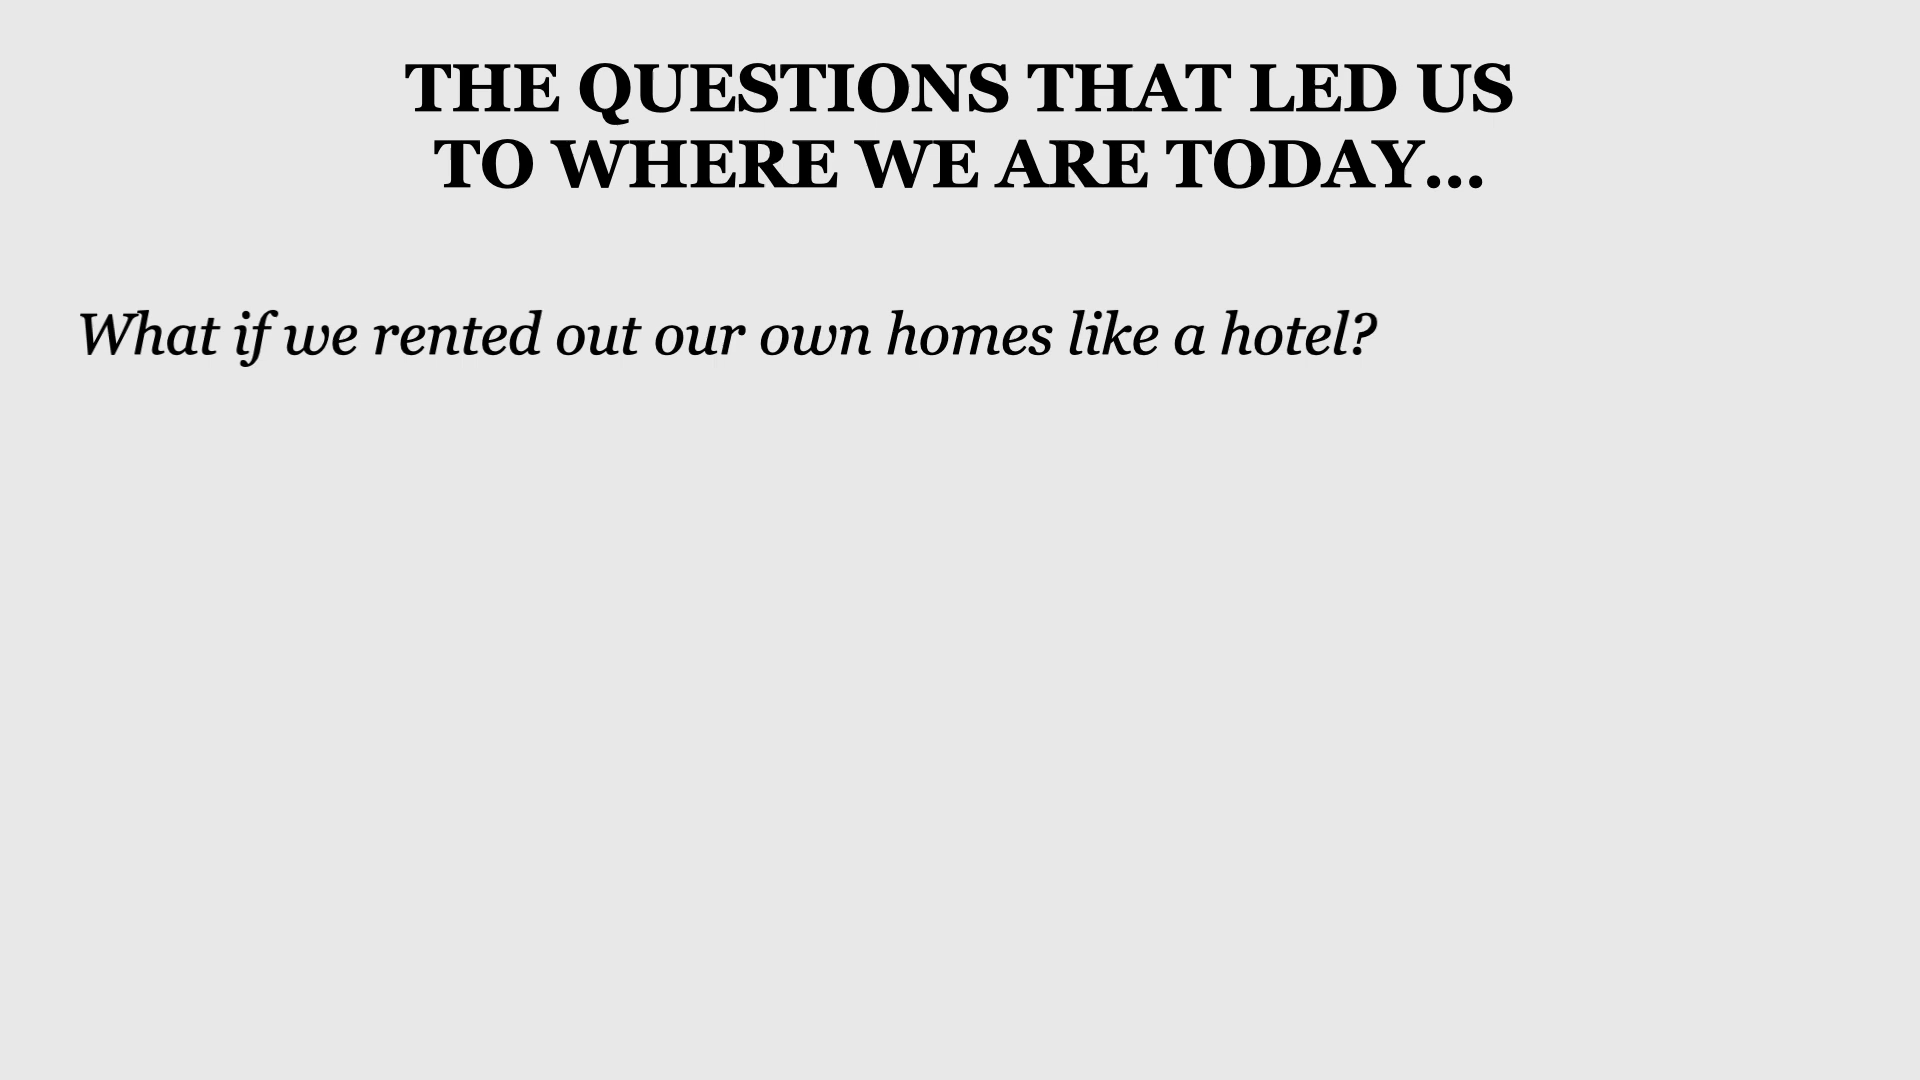 THE QUESTIONS THAT LED US
TO WHERE WE ARE TODAY...
What if we rented out our own homes like a hotel?